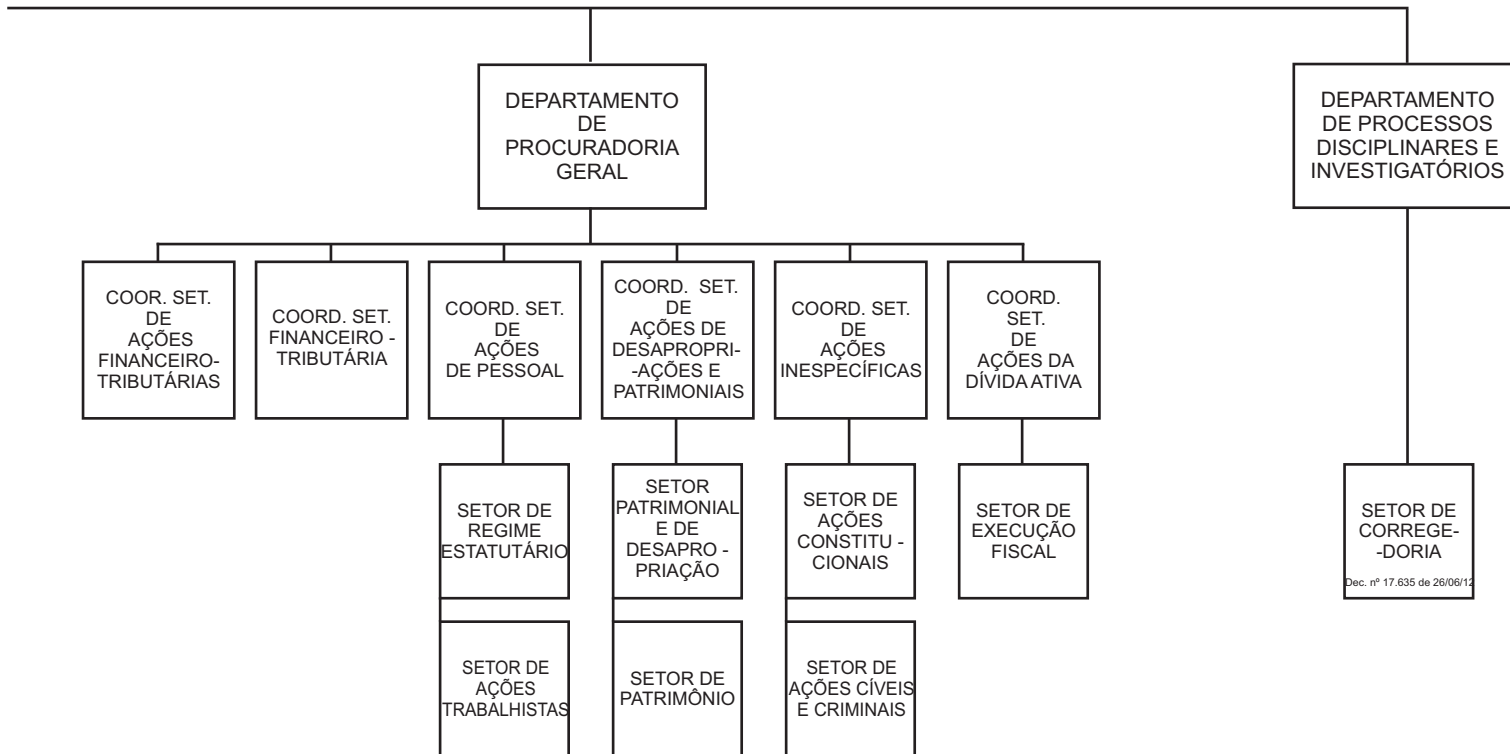 DEPARTAMENTO
DE
PROCURADORIA
GERAL
DEPARTAMENTO
DE PROCESSOS
DISCIPLINARES E
INVESTIGATÓRIOS
COOR. SET.
DE
AÇÕES
FINANCEIRO-
TRIBUTÁRIAS
COORD. SET.
FINANCEIRO -
TRIBUTÁRIA
COORD. SET.
DE
AÇÕES
DE PESSOAL
COORD. SET.
DE
AÇÕES DE
DESAPROPRI-
-AÇÕES E
PATRIMONIAIS
COORD. SET.
DE
AÇÕES
INESPECÍFICAS
COORD.
SET.
DE
AÇÕES DA
DÍVIDA ATIVA
SETOR DE
REGIME
ESTATUTÁRIO
SETOR
PATRIMONIAL
E DE
DESAPRO -
PRIAÇÃO
SETOR DE
AÇÕES
CONSTITU -
CIONAIS
SETOR DE
EXECUÇÃO
FISCAL
SETOR DE
CORREGE-
-DORIA
Dec. nº 17.635 de 26/06/12
SETOR DE
AÇÕES
TRABALHISTAS
SETOR DE
PATRIMÔNIO
SETOR DE
AÇÕES CÍVEIS
E CRIMINAIS